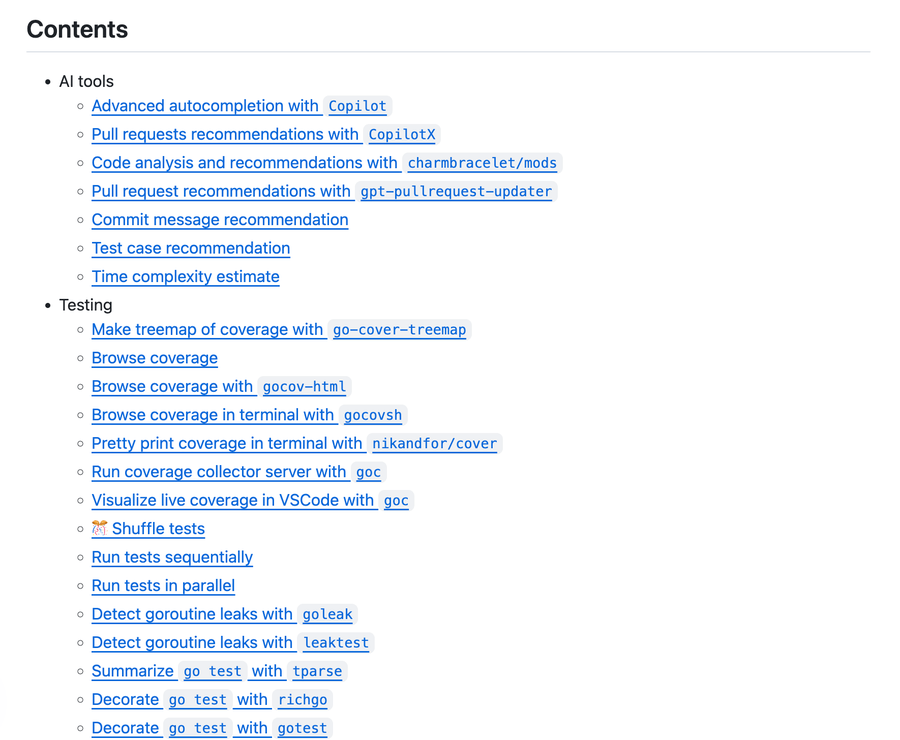 Contents
AI tools
Advanced autocompletion with Copilot
Pull requests recommendations with CopilotX
Code analysis and recommendations with charmbracelet/mods
Pull request recommendations with gpt-pullrequest-updater
Commit message recommendation
Test case recommendation
Time complexity estimate
Testing
Make treemap of coverage with go-cover-treemap
Browse coverage
Browse coverage with gocov-html
Browse coverage in terminal with gocovsh
Pretty print coverage in terminal with nikandfor/cover
Run coverage collector server with goc
Visualize live coverage in VSCode with goc
🎊 Shuffle tests
Run tests sequentially
Run tests in parallel
Detect goroutine leaks with goleak
Detect goroutine leaks with leaktest
Summarize go test with tparse
Decorate go test with richgo
Decorate go test with gotest